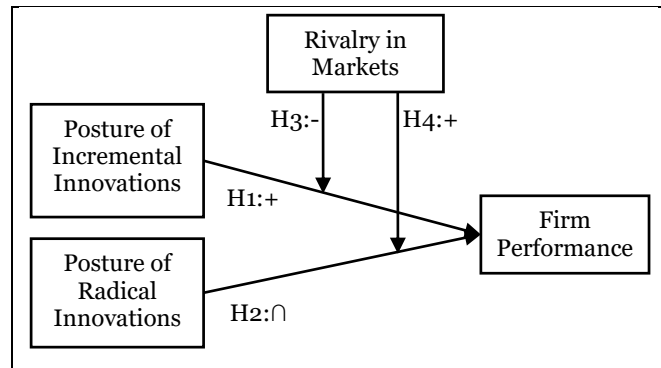 Rivalry in
Markets
H3:-
H4:+
Posture of
Incremental
Innovations
H1:+
Firm
Performance
Posture of
Radical
Innovations
H2:∩